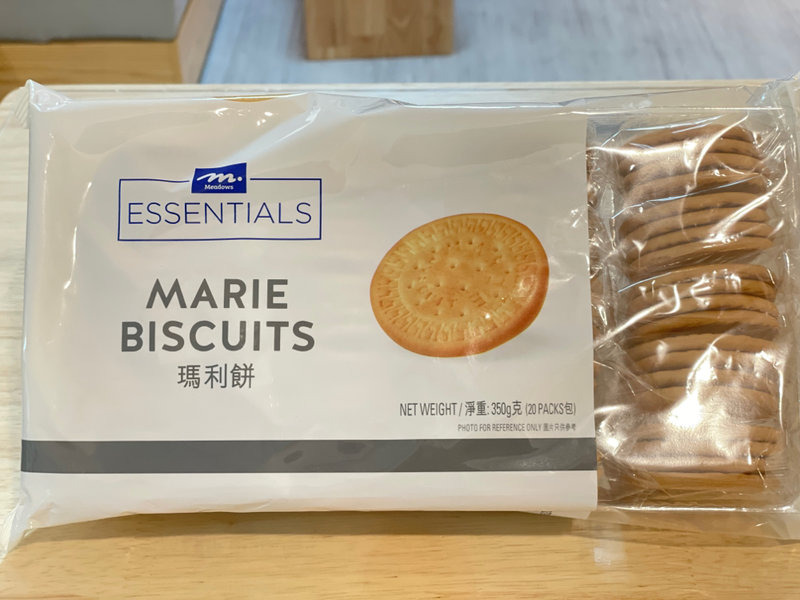 m.
Meadows
ESSENTIALS
MARIE
BISCUITS
瑪利餅
NET WEIGHT / 淨重: 350g克 (20 PACKS包)
PHOTO FOR REFERENCE ONLY 圖片只供參考